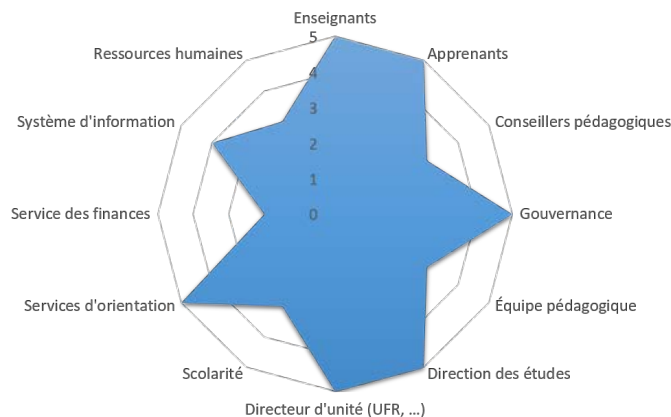 Enseignants
Ressources humaines
5
Apprenants
4
Système d'information
3
Conseillers pédagogiques
2
1
Service des finances
0
Gouvernance
Services d'orientation
Équipe pédagogique
Scolarité
Direction des études
Directeur d'unité (UFR, ...)